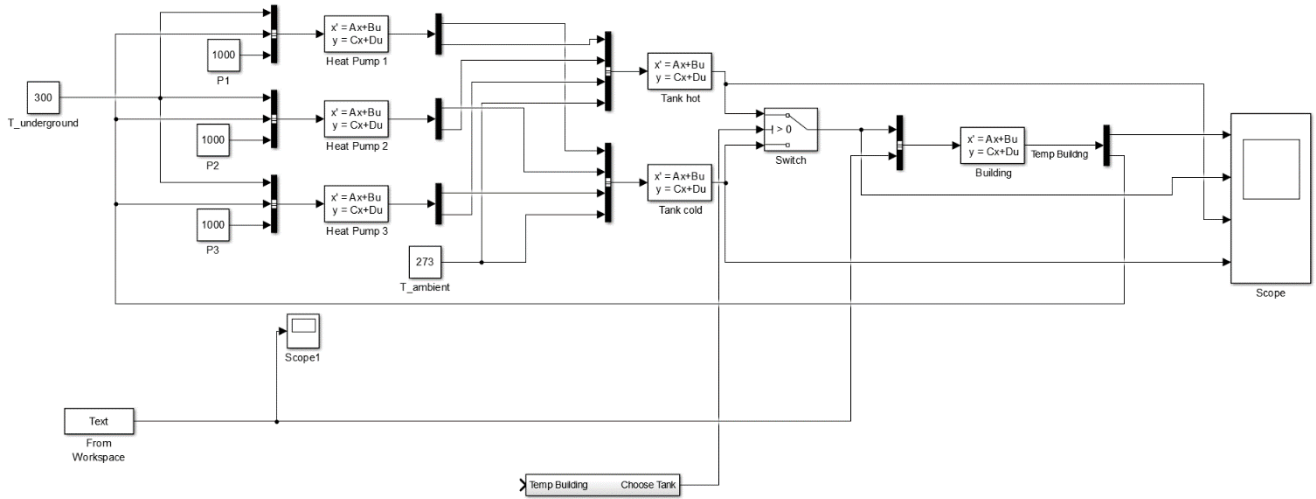 x' = Ax+Bu
y = Cx+Du
Heat Pump 1
1000
P1
300
T_underground
x' = Ax+Bu
y = Cx+Du
Heat Pump 2
1000
P2
x' = Ax+Bu
y = Cx+Du
Heat Pump 3
1000
P3
273
T_ambient
x' = Ax+Bu
y = Cx+Du
Tank hot
x' = Ax+Bu
y = Cx+Du
Tank cold
> 0
Switch
x' = Ax+Bu
y = Cx+Du
Building
Temp Buildng
Scope
Scope1
Text
From
Workspace
Temp Building
Choose Tank